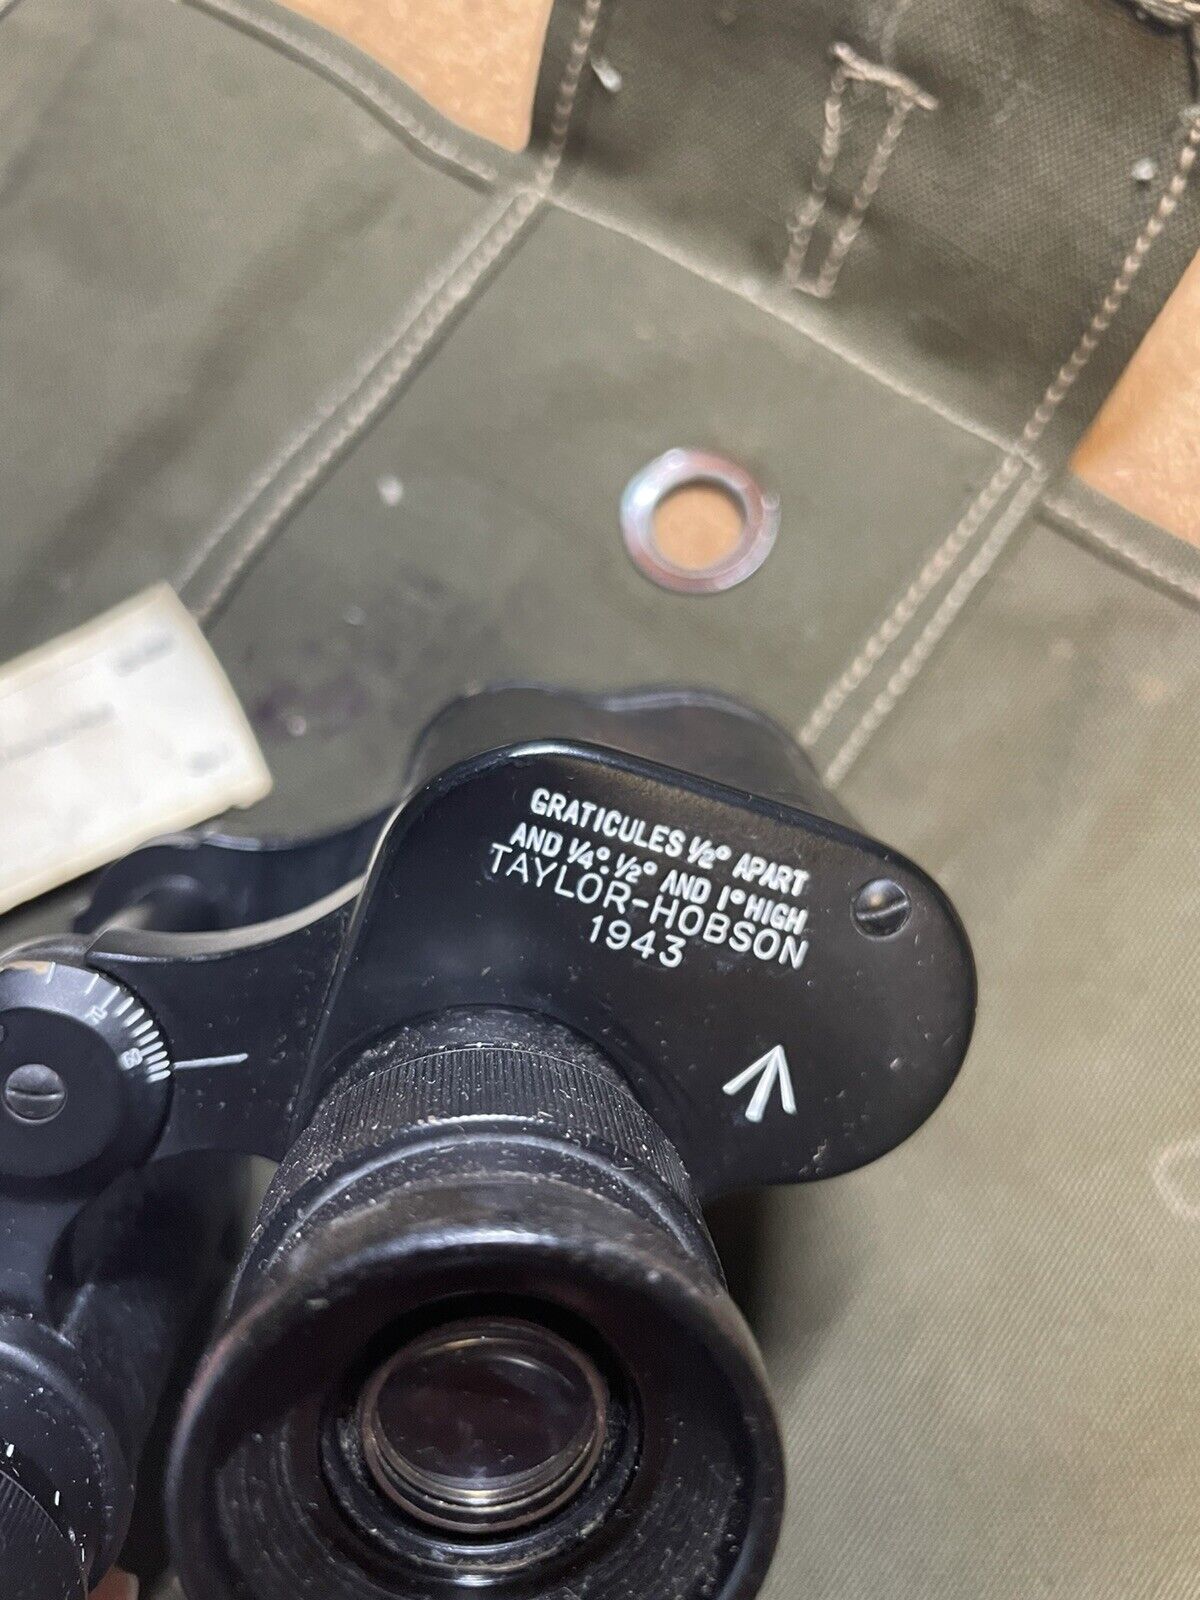 GRATICULES ½° APART
AND ¼°. ½° AND 1° HIGH
TAYLOR-HOBSON
1943